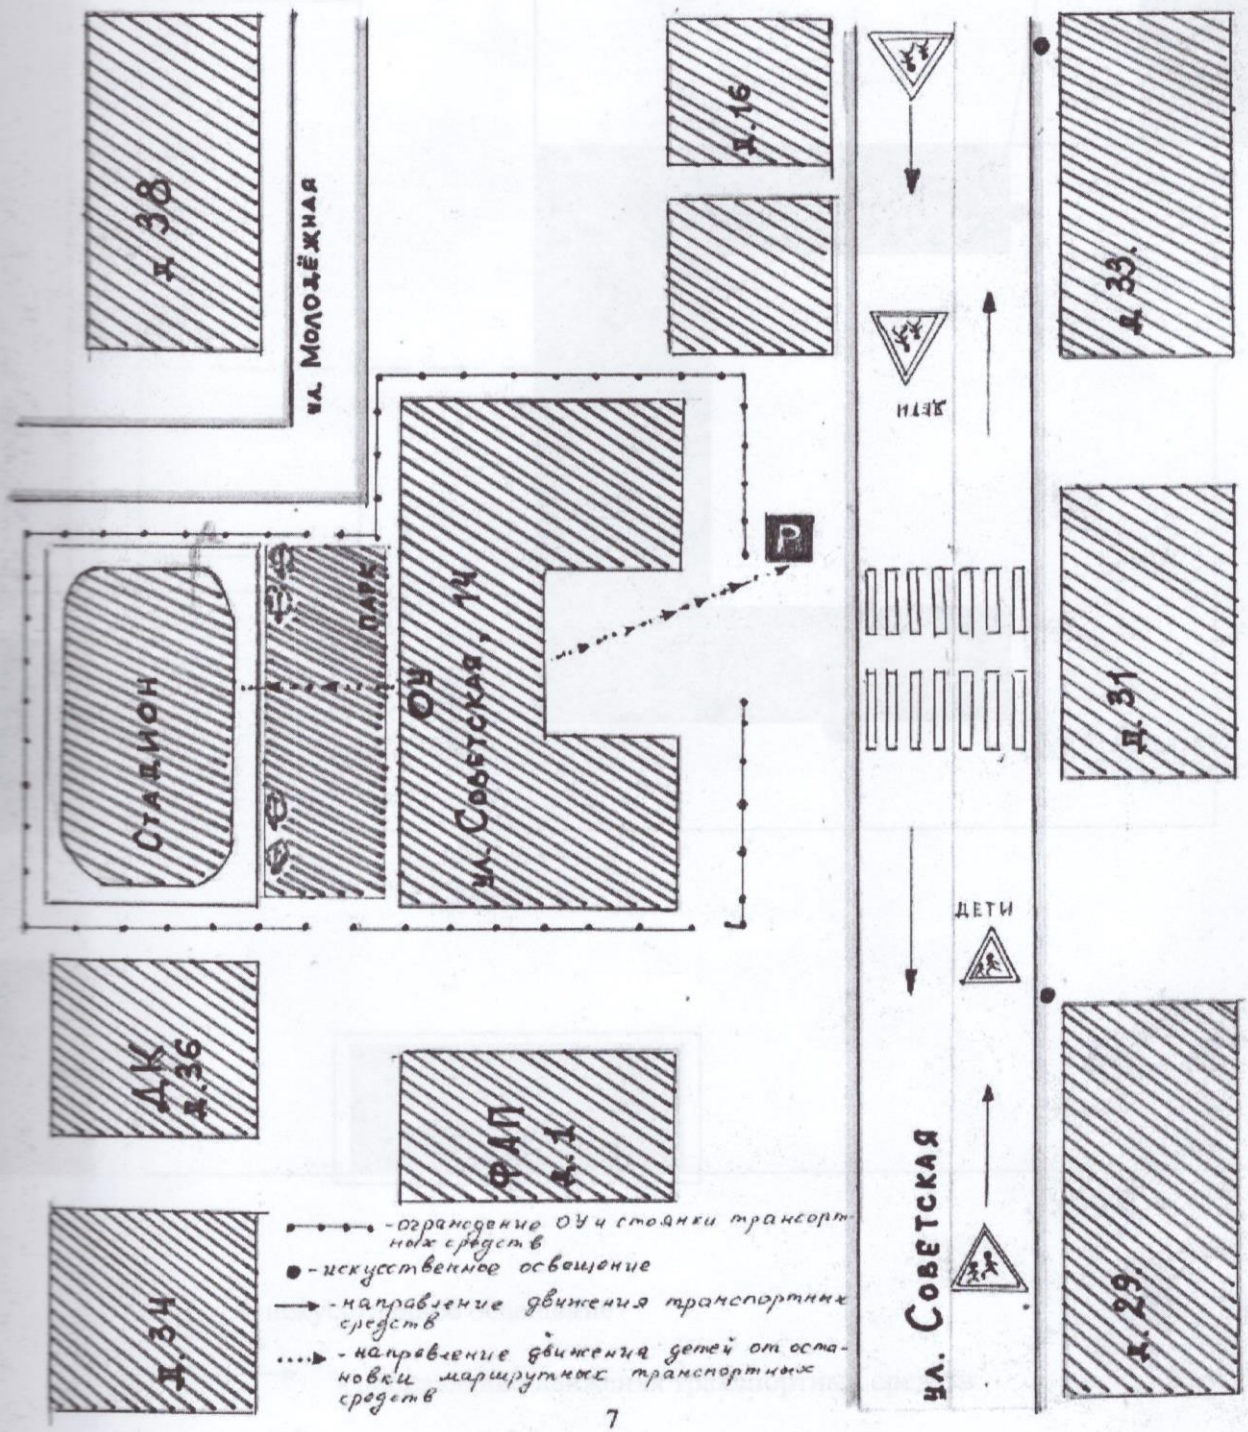 д 38
ул. МОЛОДЁЖНАЯ
д. 16
д 33.
ДЕТИ
P
СТАДИОН
ПАРК
ОУ
ул. СОВЕТСКАЯ, 14
д. 31
ДЕТИ
ДК
д. 36
ФАП
д. 1
д. 34
ул. СОВЕТСКАЯ
д. 29.
- ограждение ОУ и стоянки транспорт-
ных средств
- искусственное освещение
- направление движения транспортных
средств
- направление движения детей от оста-
новки маршрутных транспортных
средств
7